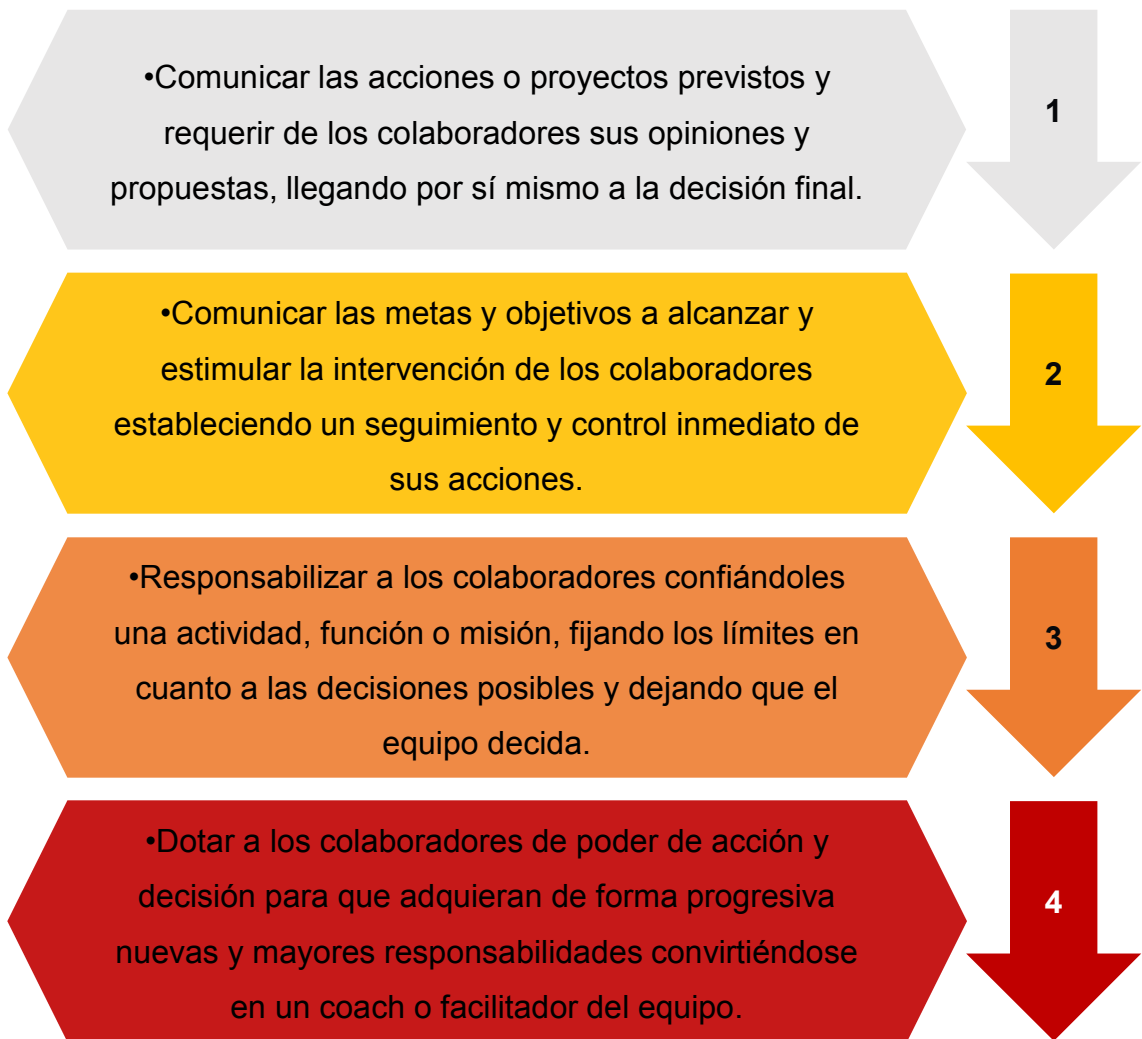 •Comunicar las acciones o proyectos previstos y
requerir de los colaboradores sus opiniones y
propuestas, llegando por sí mismo a la decisión final.
1
•Comunicar las metas y objetivos a alcanzar y
estimular la intervención de los colaboradores
estableciendo un seguimiento y control inmediato de
sus acciones.
2
•Responsabilizar a los colaboradores confiándoles
una actividad, función o misión, fijando los límites en
cuanto a las decisiones posibles y dejando que el
equipo decida.
3
•Dotar a los colaboradores de poder de acción y
decisión para que adquieran de forma progresiva
nuevas y mayores responsabilidades convirtiéndose
en un coach o facilitador del equipo.
4